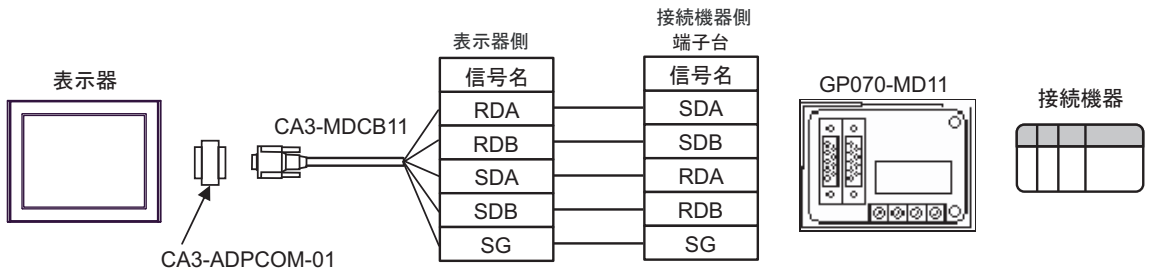 表示器
CA3-ADPCOM-01
CA3-MDCB11
表示器側
信号名
RDA
RDB
SDA
SDB
SG
接続機器側
端子台
信号名
SDA
SDB
RDA
RDB
SG
GP070-MD11
接続機器